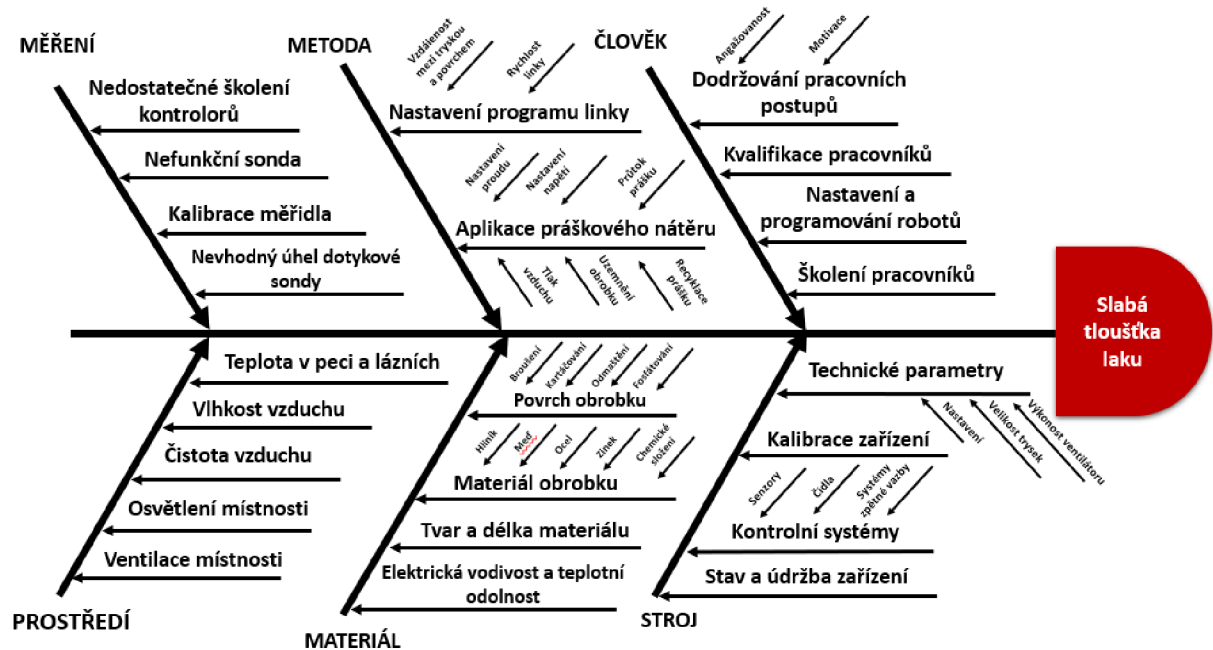 MĚŘENÍ
Nedostatečné školení
kontrolorů
Nefunkční sonda
Kalibrace měřidla
Nevhodný úhel dotykové
sondy
METODA
Vzdálenost
mezi tryskou
a povrchem
Rychlost
linky
Nastavení programu linky
Nastavení
proudu
Nastavení
napětí
Průtok
prášku
Aplikace práškového nátěru
Tlak
vzduchu
Uzemnění
obrobku
Recyklace
prášku
ČLOVĚK
Angažovanost
Motivace
Dodržování pracovních
postupů
Kvalifikace pracovníků
Nastavení a
programování robotů
Školení pracovníků
Slabá
tloušťka
laku
Teplota v peci a lázních
Vlhkost vzduchu
Čistota vzduchu
Osvětlení místnosti
Ventilace místnosti
PROSTŘEDÍ
Broušení
Kartáčování
Odmaštění
Fosfátování
Povrch obrobku
Hliník
Meď
Ocel
Zinek
Chemické
složení
Materiál obrobku
Tvar a délka materiálu
Elektrická vodivost a teplotní
odolnost
MATERIÁL
Technické parametry
Nastavení
Velikost trysek
Výkonost ventilátoru
Kalibrace zařízení
Senzory
Čidla
Systémy
zpětné vazby
Kontrolní systémy
Stav a údržba zařízení
STROJ